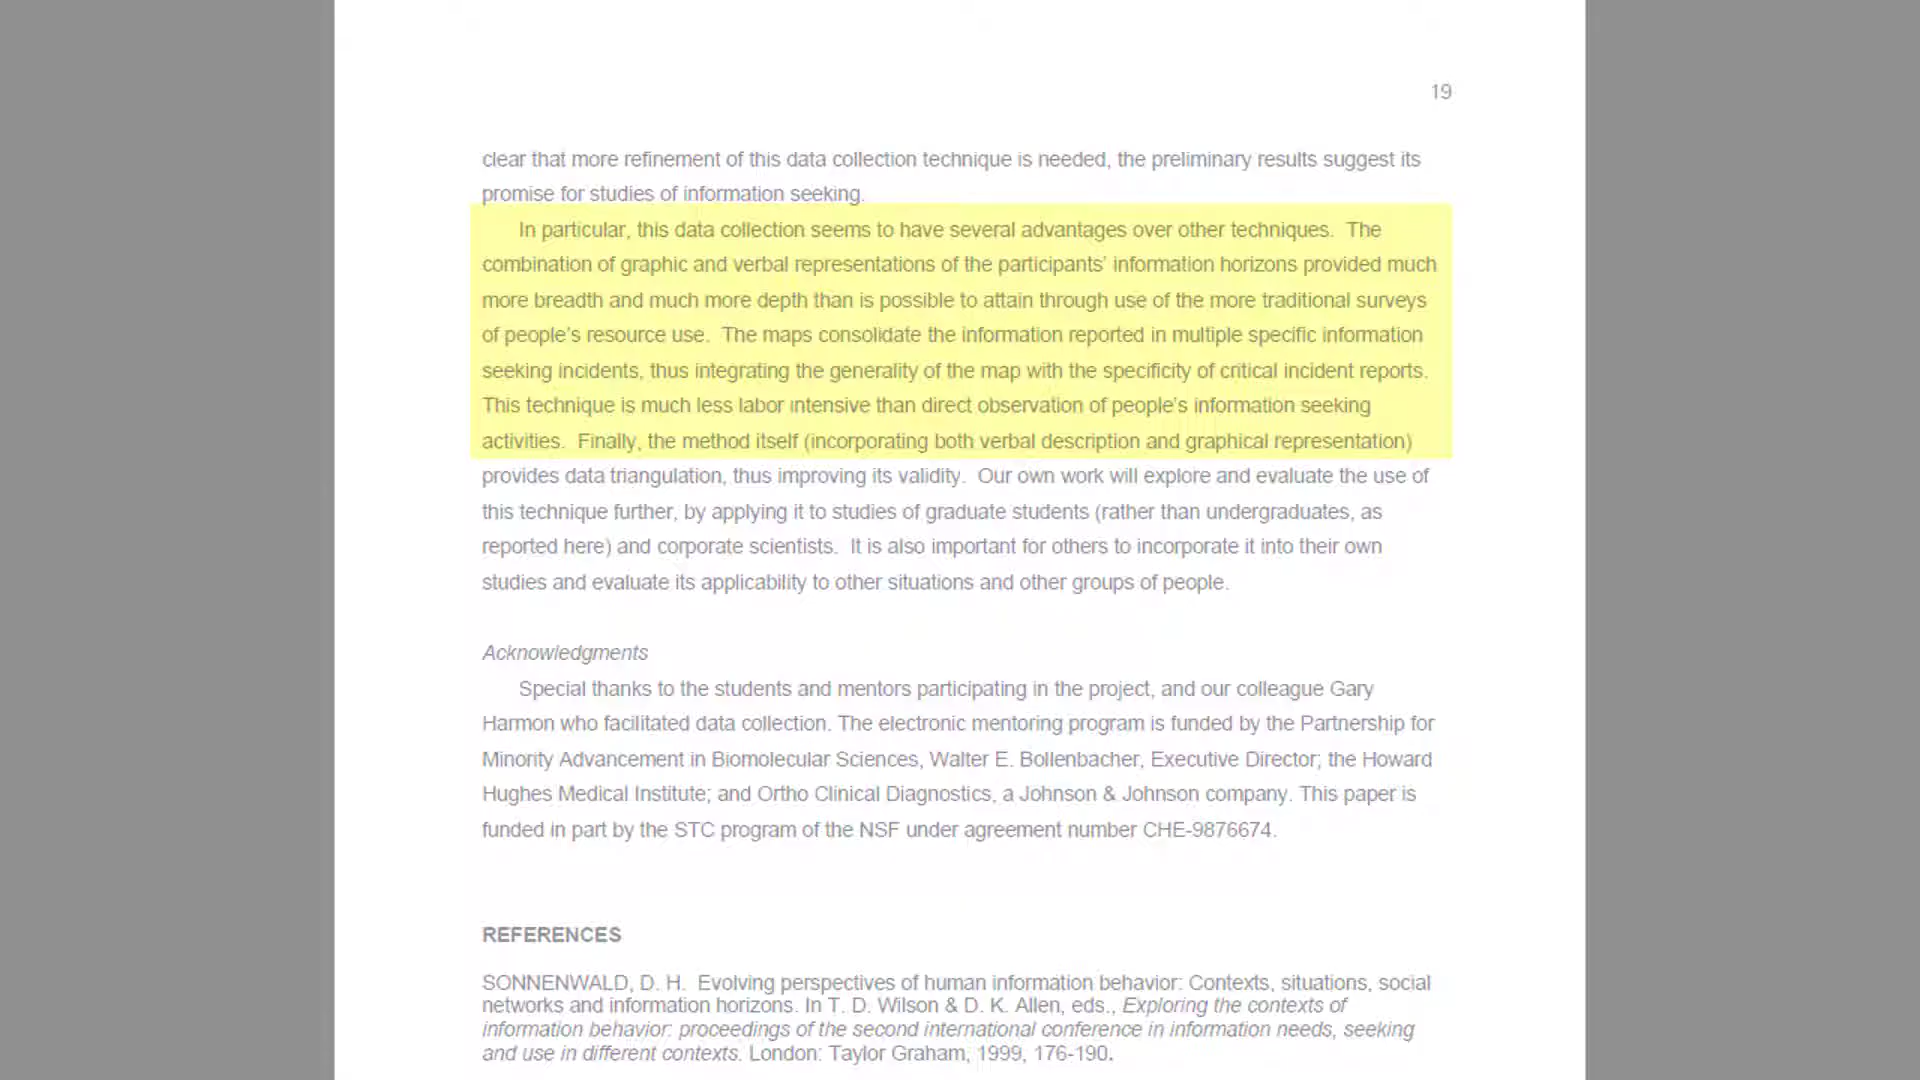 19
clear that more refinement of this data collection technique is needed, the preliminary results suggest its
promise for studies of information seeking.
In particular, this data collection seems to have several advantages over other techniques.  The
combination of graphic and verbal representations of the participants' information horizons provided much
more breadth and much more depth than is possible to attain through use of the more traditional surveys
of people's resource use.  The maps consolidate the information reported in multiple specific information
seeking incidents, thus integrating the generality of the map with the specificity of critical incident reports.
This technique is much less labor intensive than direct observation of people's information seeking
activities.  Finally, the method itself (incorporating both verbal description and graphical representation)
provides data triangulation, thus improving its validity.  Our own work will explore and evaluate the use of
this technique further, by applying it to studies of graduate students (rather than undergraduates, as
reported here) and corporate scientists.  It is also important for others to incorporate it into their own
studies and evaluate its applicability to other situations and other groups of people.
Acknowledgments
Special thanks to the students and mentors participating in the project, and our colleague Gary
Harmon who facilitated data collection. The electronic mentoring program is funded by the Partnership for
Minority Advancement in Biomolecular Sciences, Walter E. Bollenbacher, Executive Director; the Howard
Hughes Medical Institute; and Ortho Clinical Diagnostics, a Johnson & Johnson company. This paper is
funded in part by the STC program of the NSF under agreement number CHE-9876674.
REFERENCES
SONNENWALD, D. H.  Evolving perspectives of human information behavior: Contexts, situations, social
networks and information horizons. In T. D. Wilson & D. K. Allen, eds., Exploring the contexts of
information behavior: proceedings of the second international conference in information needs, seeking
and use in different contexts. London: Taylor Graham, 1999, 176-190.